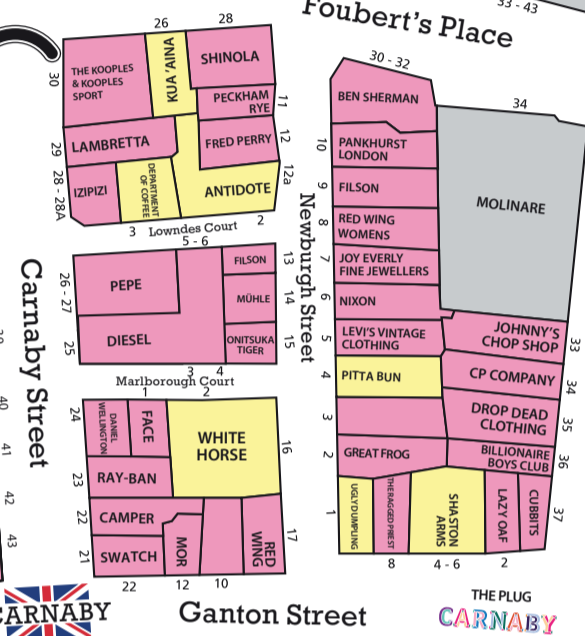 Foubert's Place
33 - 43
26
28
30
THE KOOPLES
& KOOPLES
SPORT
KUA 'AINA
SHINOLA
PECKHAM
RYE
11
29
LAMBRETTA
FRED PERRY
12
28 - 28A
IZIPIZI
DEPARTMENT
OF COFFEE
ANTIDOTE
12a
3
Lowndes Court
2
5 - 6
26 - 27
PEPE
FILSON
13
MÜHLE
14
25
DIESEL
ONITSUKA
TIGER
15
3
4
Marlborough Court
1
2
24
DANIEL
WELLINGTON
FACE
WHITE
HORSE
16
23
RAY-BAN
22
CAMPER
21
SWATCH
MOR
RED
WING
17
22
12
10
Carnaby Street
Newburgh Street
30 - 32
BEN SHERMAN
34
10
PANKHURST
LONDON
MOLINARE
9
FILSON
8
RED WING
WOMENS
7
JOY EVERLY
FINE JEWELLERS
6
NIXON
5
LEVI'S VINTAGE
CLOTHING
JOHNNY'S
CHOP SHOP
33
4
PITTA BUN
CP COMPANY
34
3
DROP DEAD
CLOTHING
35
2
GREAT FROG
BILLIONAIRE
BOYS CLUB
36
1
UGLY DUMPLING
THE RAGGED PRIEST
SHASTON
ARMS
LAZY OAF
CUBBITS
37
8
4 - 6
2
40
41
42
43
CARNABY
Ganton Street
THE PLUG
CARNABY